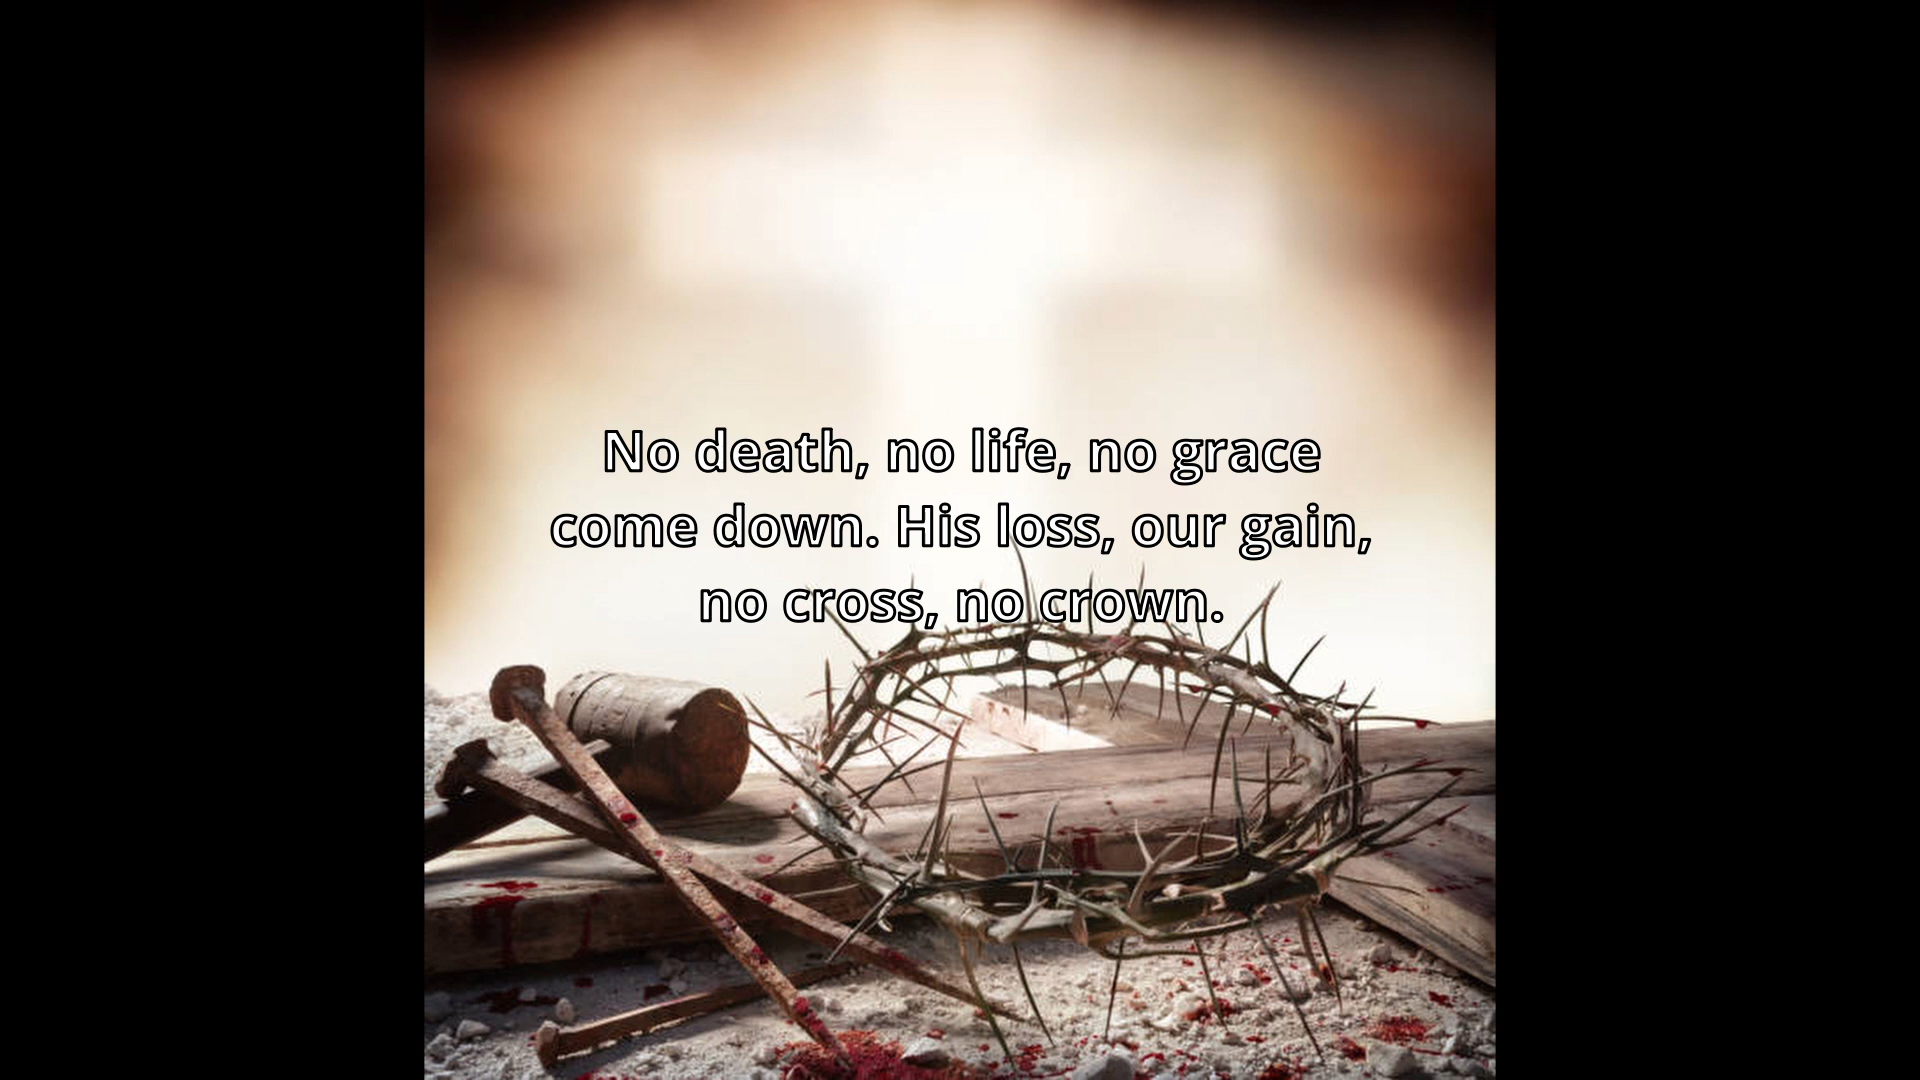 No death, no life, no grace
come down. His loss, our gain,
no cross, no crown.